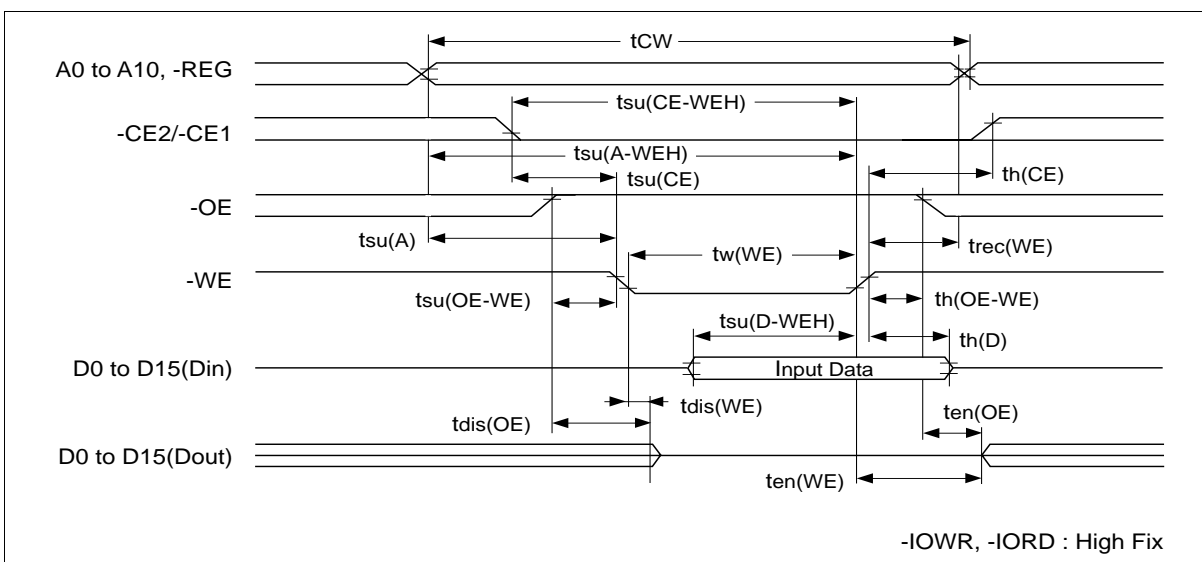 tCW
A0 to A10, -REG
tsu(CE-WEH)
-CE2/-CE1
tsu(A-WEH)
tsu(CE)
th(CE)
-OE
tsu(A)
tw(WE)
trec(WE)
-WE
tsu(OE-WE)
th(OE-WE)
tsu(D-WEH)
th(D)
D0 to D15(Din)
Input Data
tdis(WE)
tdis(OE)
ten(OE)
D0 to D15(Dout)
ten(WE)
-IOWR, -IORD : High Fix